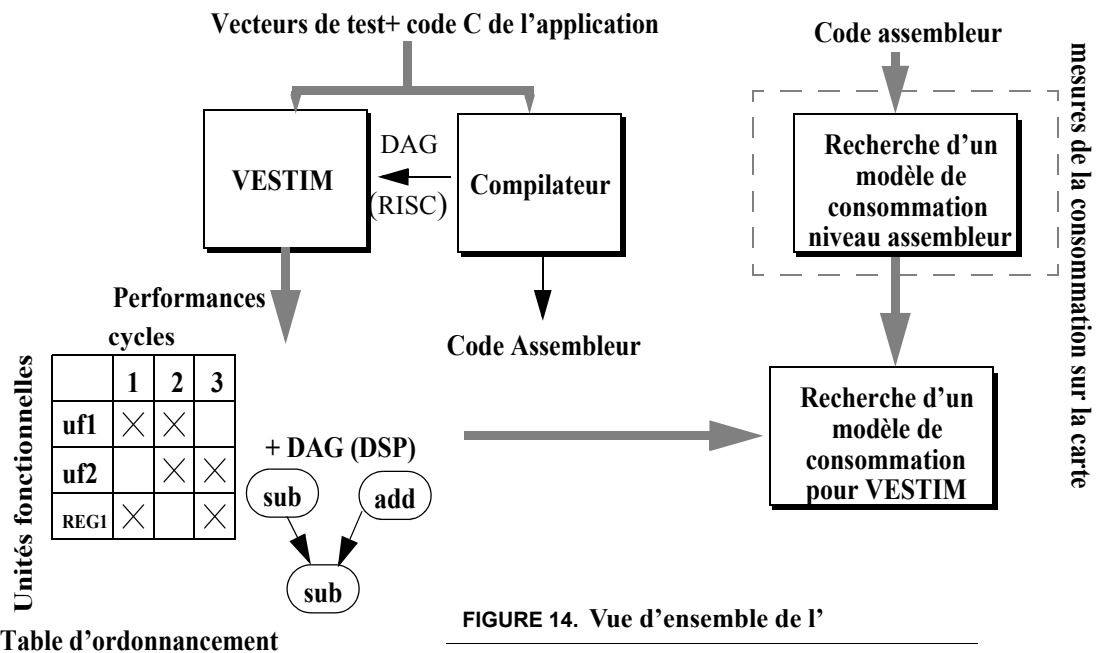 Vecteurs de test+ code C de l’application
Code assembleur
mesures de la consommation sur la carte
VESTIM
DAG
(RISC)
Compilateur
Recherche d’un
modèle de
consommation
niveau assembleur
Performances
cycles
Code Assembleur
Unités fonctionnelles
1 2 3
uf1 X X
uf2 X X
REG1 X X
+ DAG (DSP)
sub add
sub
Recherche d’un
modèle de
consommation
pour VESTIM
FIGURE 14. Vue d’ensemble de l’
Table d’ordonnancement